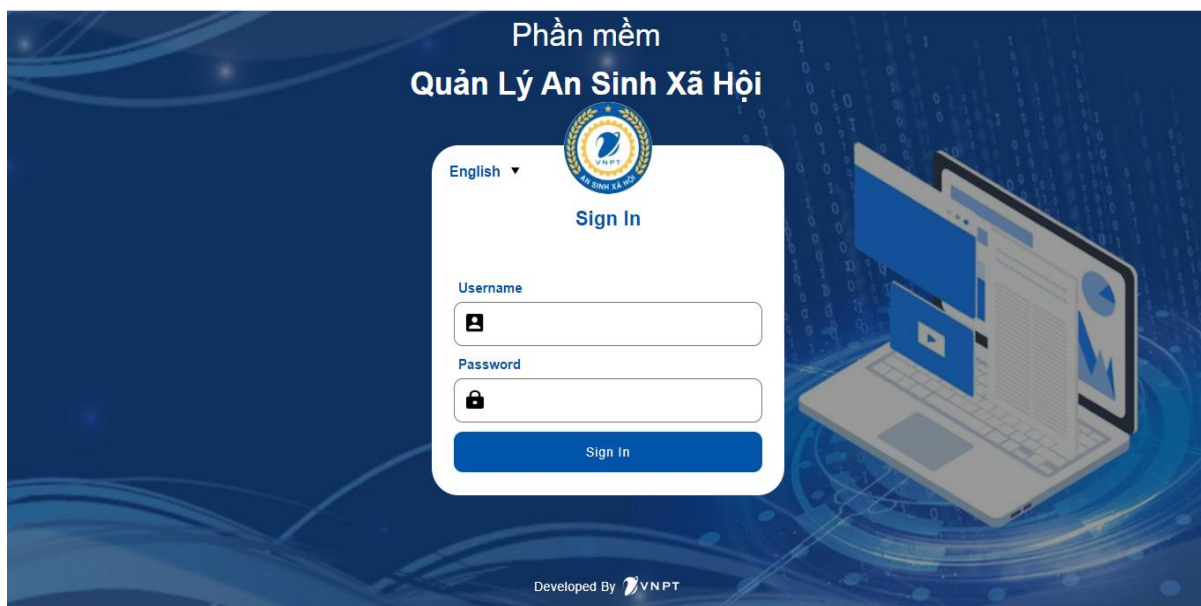 Phần mềm
Quản Lý An Sinh Xã Hội
VNPT
AN SINH XÃ HỘI
English
Sign In
Username
Password
Sign In
Developed By VNPT